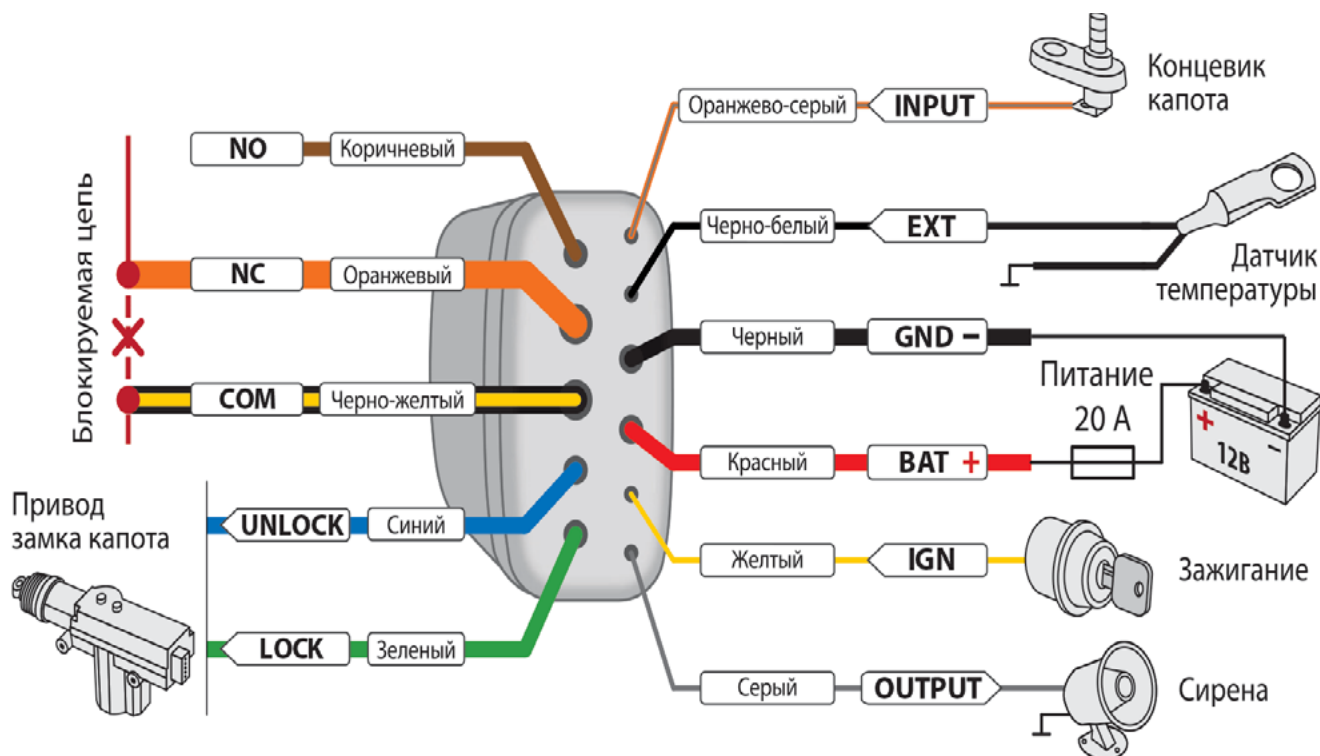 Блокируемая цепь
NO Коричневый
NC Оранжевый
COM Черно-желтый
Привод
замка капота
UNLOCK Синий
LOCK Зеленый
Оранжево-серый INPUT
Концевик
капота
Черно-белый EXT
Датчик
температуры
Черный GND –
Питание
20 А
Красный BAT +
+ –
12В
Желтый IGN
Зажигание
Серый OUTPUT
Сирена